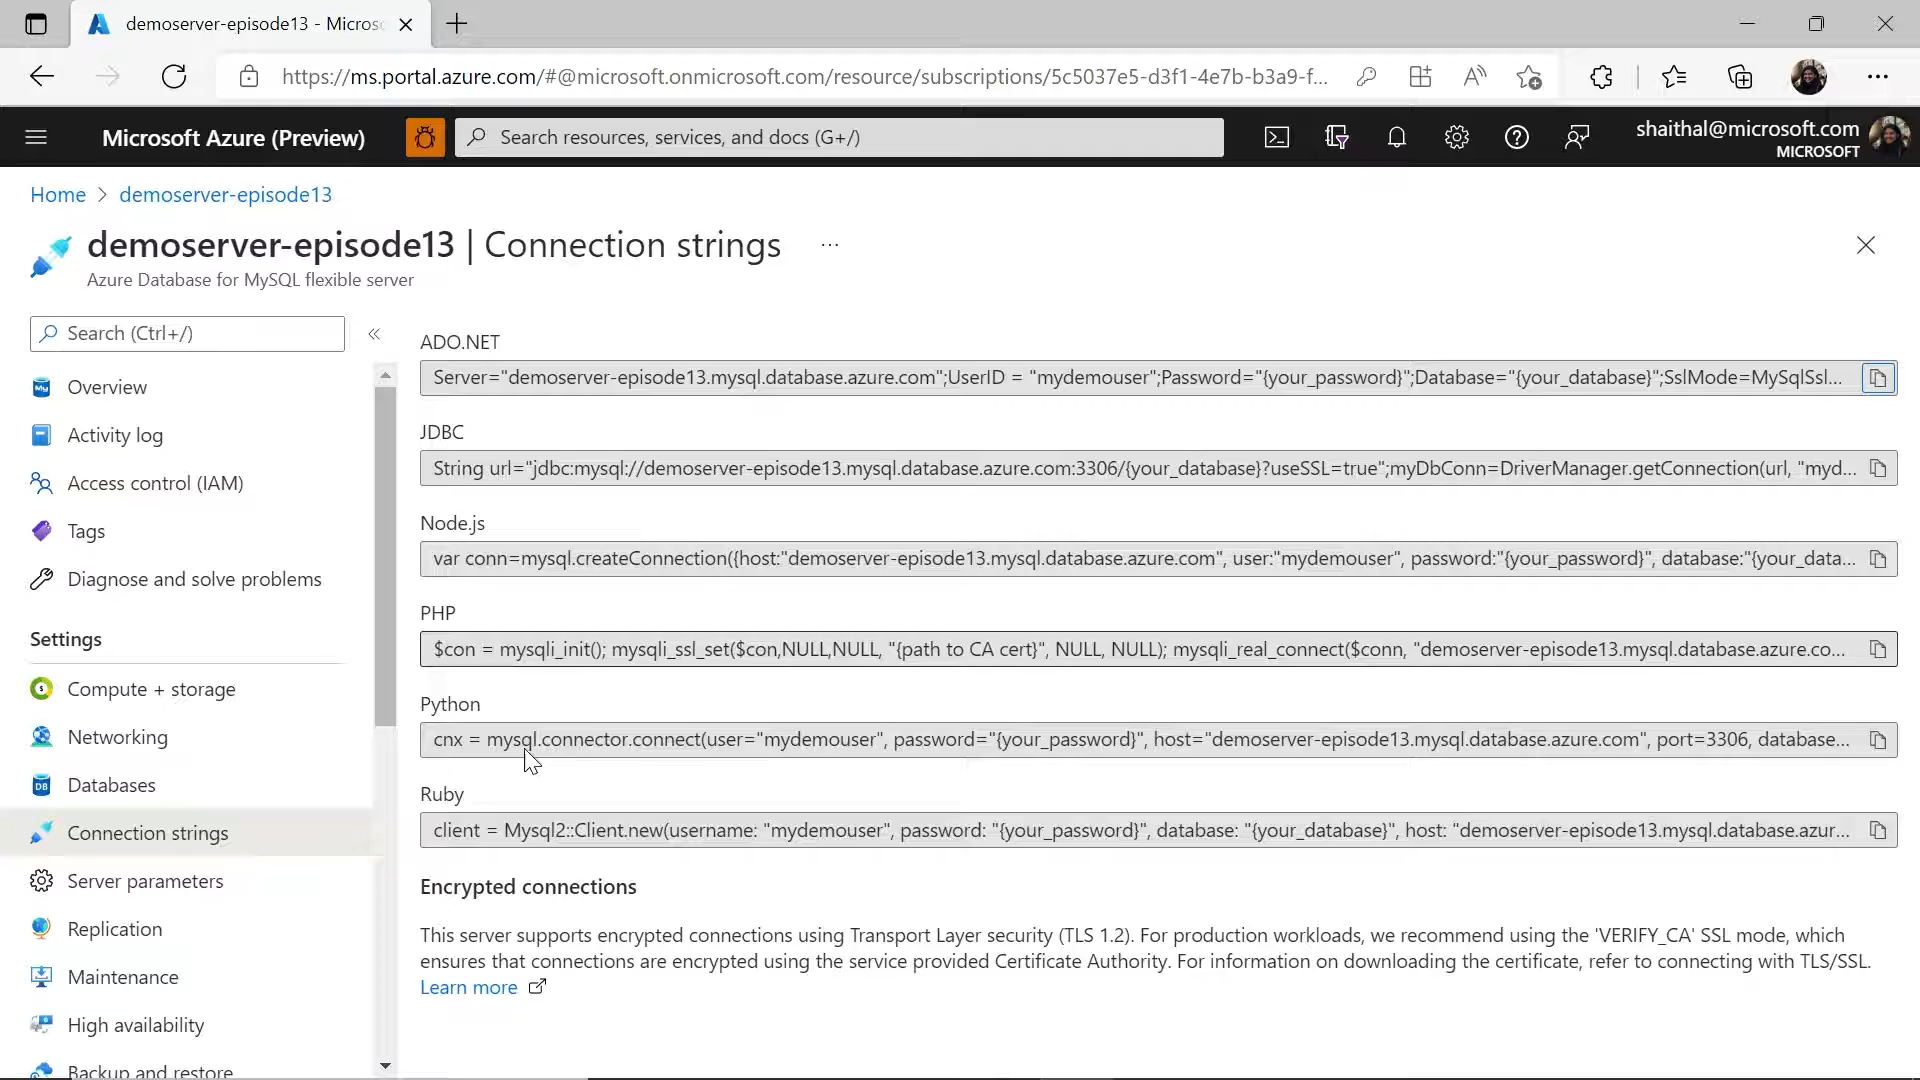 demoserver-episode13 - Micros
https://ms.portal.azure.com/#@microsoft.onmicrosoft.com/resource/subscriptions/5c5037e5-d3f1-4e7b-b3a9-f...
Microsoft Azure (Preview)
Search resources, services, and docs (G+/)
shaithal@microsoft.com
MICROSOFT
Home > demoserver-episode13
demoserver-episode13 | Connection strings ...
Azure Database for MySQL flexible server
Search (Ctrl+/)
«
Overview
Activity log
Access control (IAM)
Tags
Diagnose and solve problems
Settings
Compute + storage
Networking
Databases
Connection strings
Server parameters
Replication
Maintenance
High availability
Backup and restore
ADO.NET
Server="demoserver-episode13.mysql.database.azure.com";UserID = "mydemouser";Password="{your_password}";Database="{your_database}";SslMode=MySqlSsl...
JDBC
String url="jdbc:mysql://demoserver-episode13.mysql.database.azure.com:3306/{your_database}?useSSL=true";myDbConn=DriverManager.getConnection(url, "myd...
Node.js
var conn=mysql.createConnection({host:"demoserver-episode13.mysql.database.azure.com", user:"mydemouser", password:"{your_password}", database:"{your_data...
PHP
$con = mysqli_init(); mysqli_ssl_set($con,NULL,NULL, "{path to CA cert}", NULL, NULL); mysqli_real_connect($conn, "demoserver-episode13.mysql.database.azure.co...
Python
cnx = mysql.connector.connect(user="mydemouser", password="{your_password}", host="demoserver-episode13.mysql.database.azure.com", port=3306, database...
Ruby
client = Mysql2::Client.new(username: "mydemouser", password: "{your_password}", database: "{your_database}", host: "demoserver-episode13.mysql.database.azur...
Encrypted connections
This server supports encrypted connections using Transport Layer security (TLS 1.2). For production workloads, we recommend using the 'VERIFY_CA' SSL mode, which
ensures that connections are encrypted using the service provided Certificate Authority. For information on downloading the certificate, refer to connecting with TLS/SSL.
Learn more